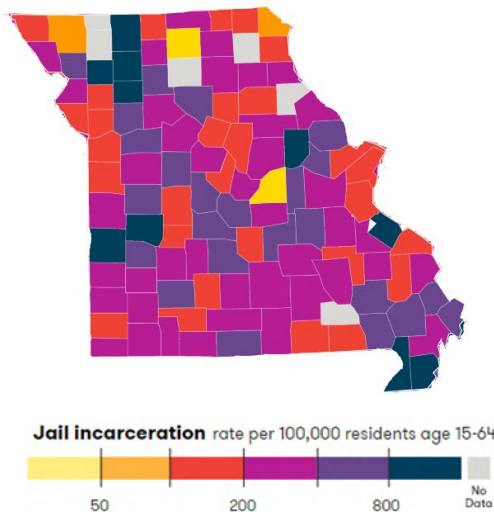 Jail incarceration rate per 100,000 residents age 15-64
50 200 800 No Data